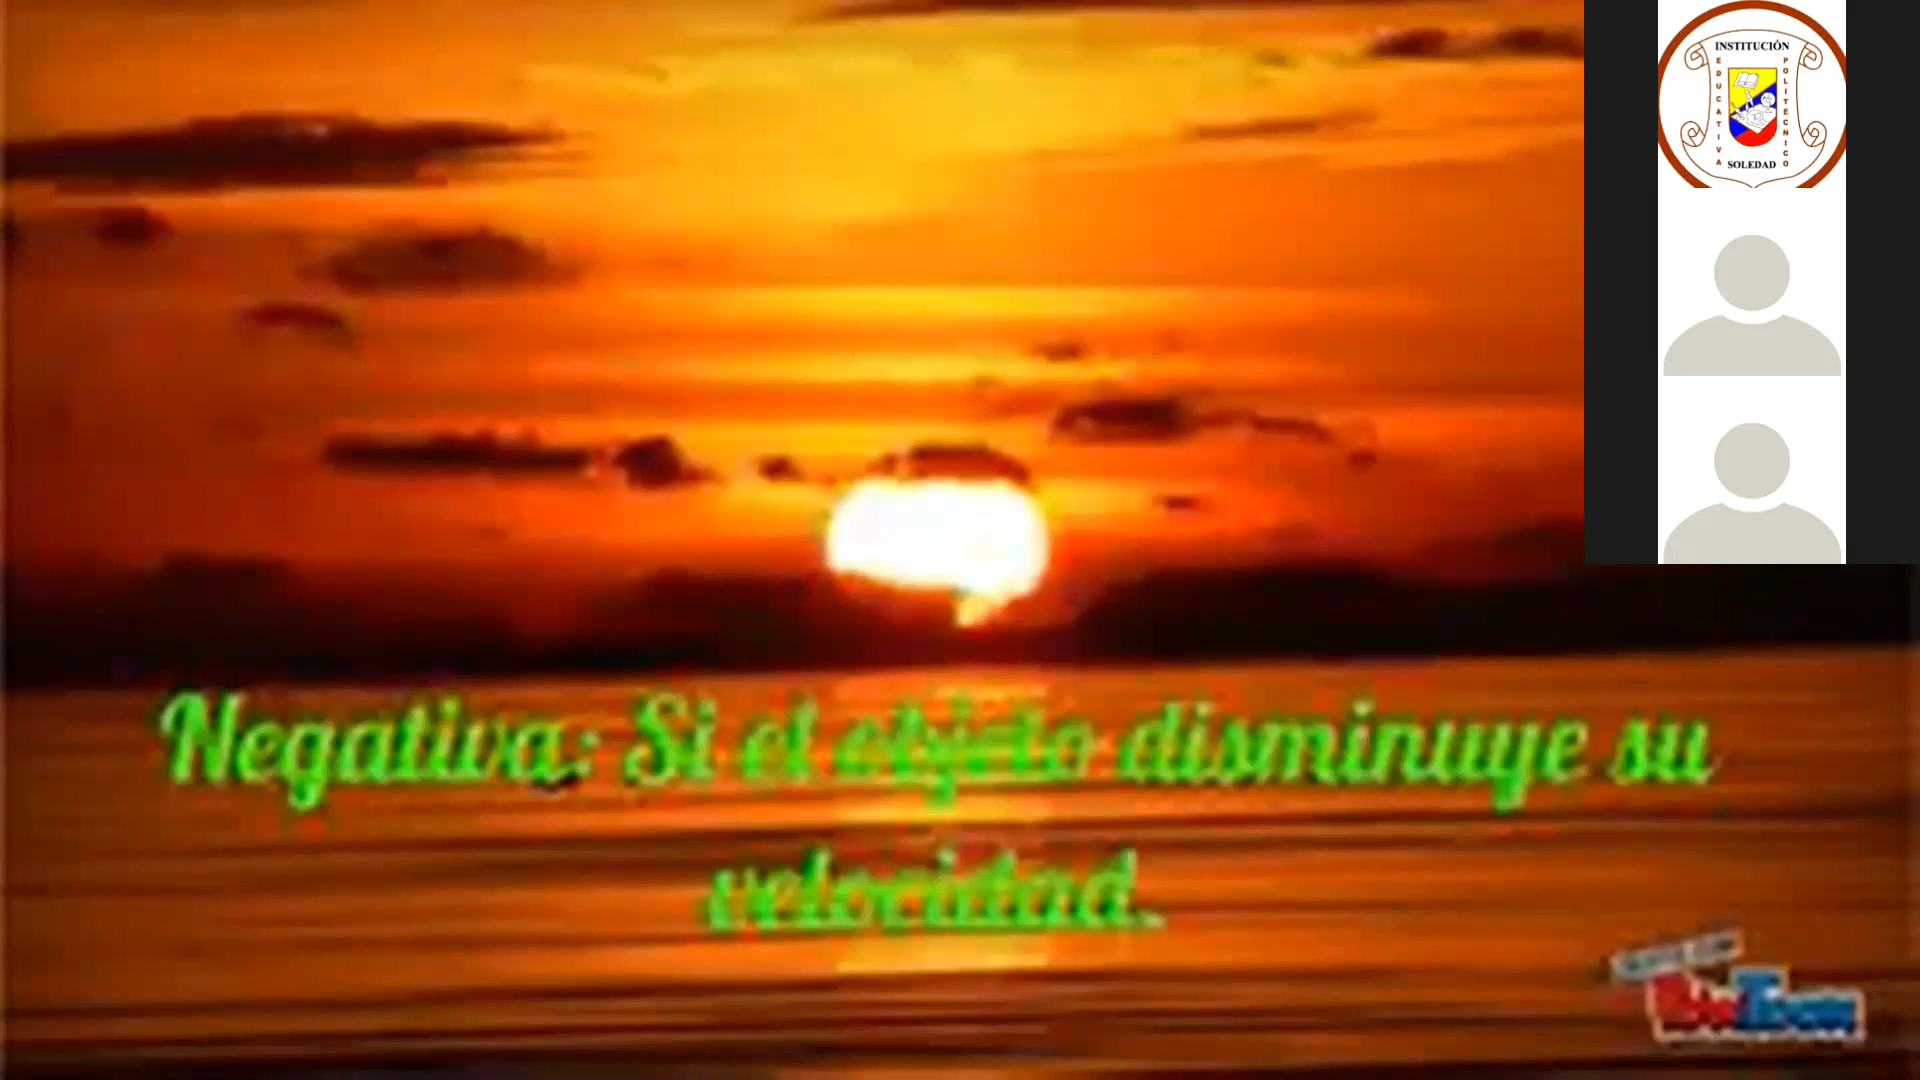 INSTITUCIÓN
EDUCATIVA
POLITECNICO
SOLEDAD
Negativa: Si el objeto disminuye su
velocidad.